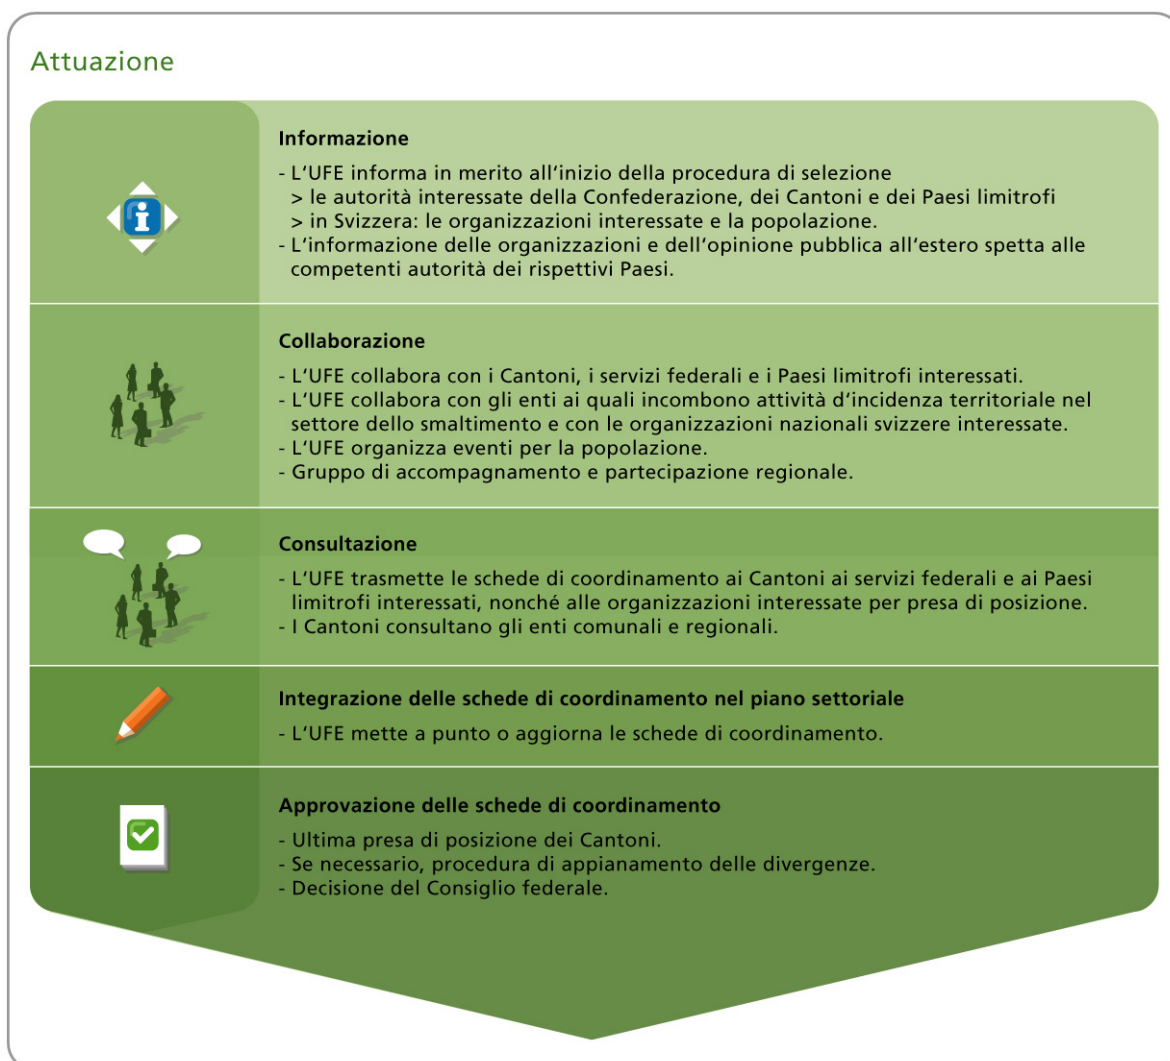 Attuazione
Informazione
- L'UFE informa in merito all'inizio della procedura di selezione
> le autorità interessate della Confederazione, dei Cantoni e dei Paesi limitrofi
> in Svizzera: le organizzazioni interessate e la popolazione.
- L'informazione delle organizzazioni e dell'opinione pubblica all'estero spetta alle
competenti autorità dei rispettivi Paesi.
Collaborazione
- L'UFE collabora con i Cantoni, i servizi federali e i Paesi limitrofi interessati.
- L'UFE collabora con gli enti ai quali incombono attività d'incidenza territoriale nel
settore dello smaltimento e con le organizzazioni nazionali svizzere interessate.
- L'UFE organizza eventi per la popolazione.
- Gruppo di accompagnamento e partecipazione regionale.
Consultazione
- L'UFE trasmette le schede di coordinamento ai Cantoni ai servizi federali e ai Paesi
limitrofi interessati, nonché alle organizzazioni interessate per presa di posizione.
- I Cantoni consultano gli enti comunali e regionali.
Integrazione delle schede di coordinamento nel piano settoriale
- L'UFE mette a punto o aggiorna le schede di coordinamento.
Approvazione delle schede di coordinamento
- Ultima presa di posizione dei Cantoni.
- Se necessario, procedura di appianamento delle divergenze.
- Decisione del Consiglio federale.